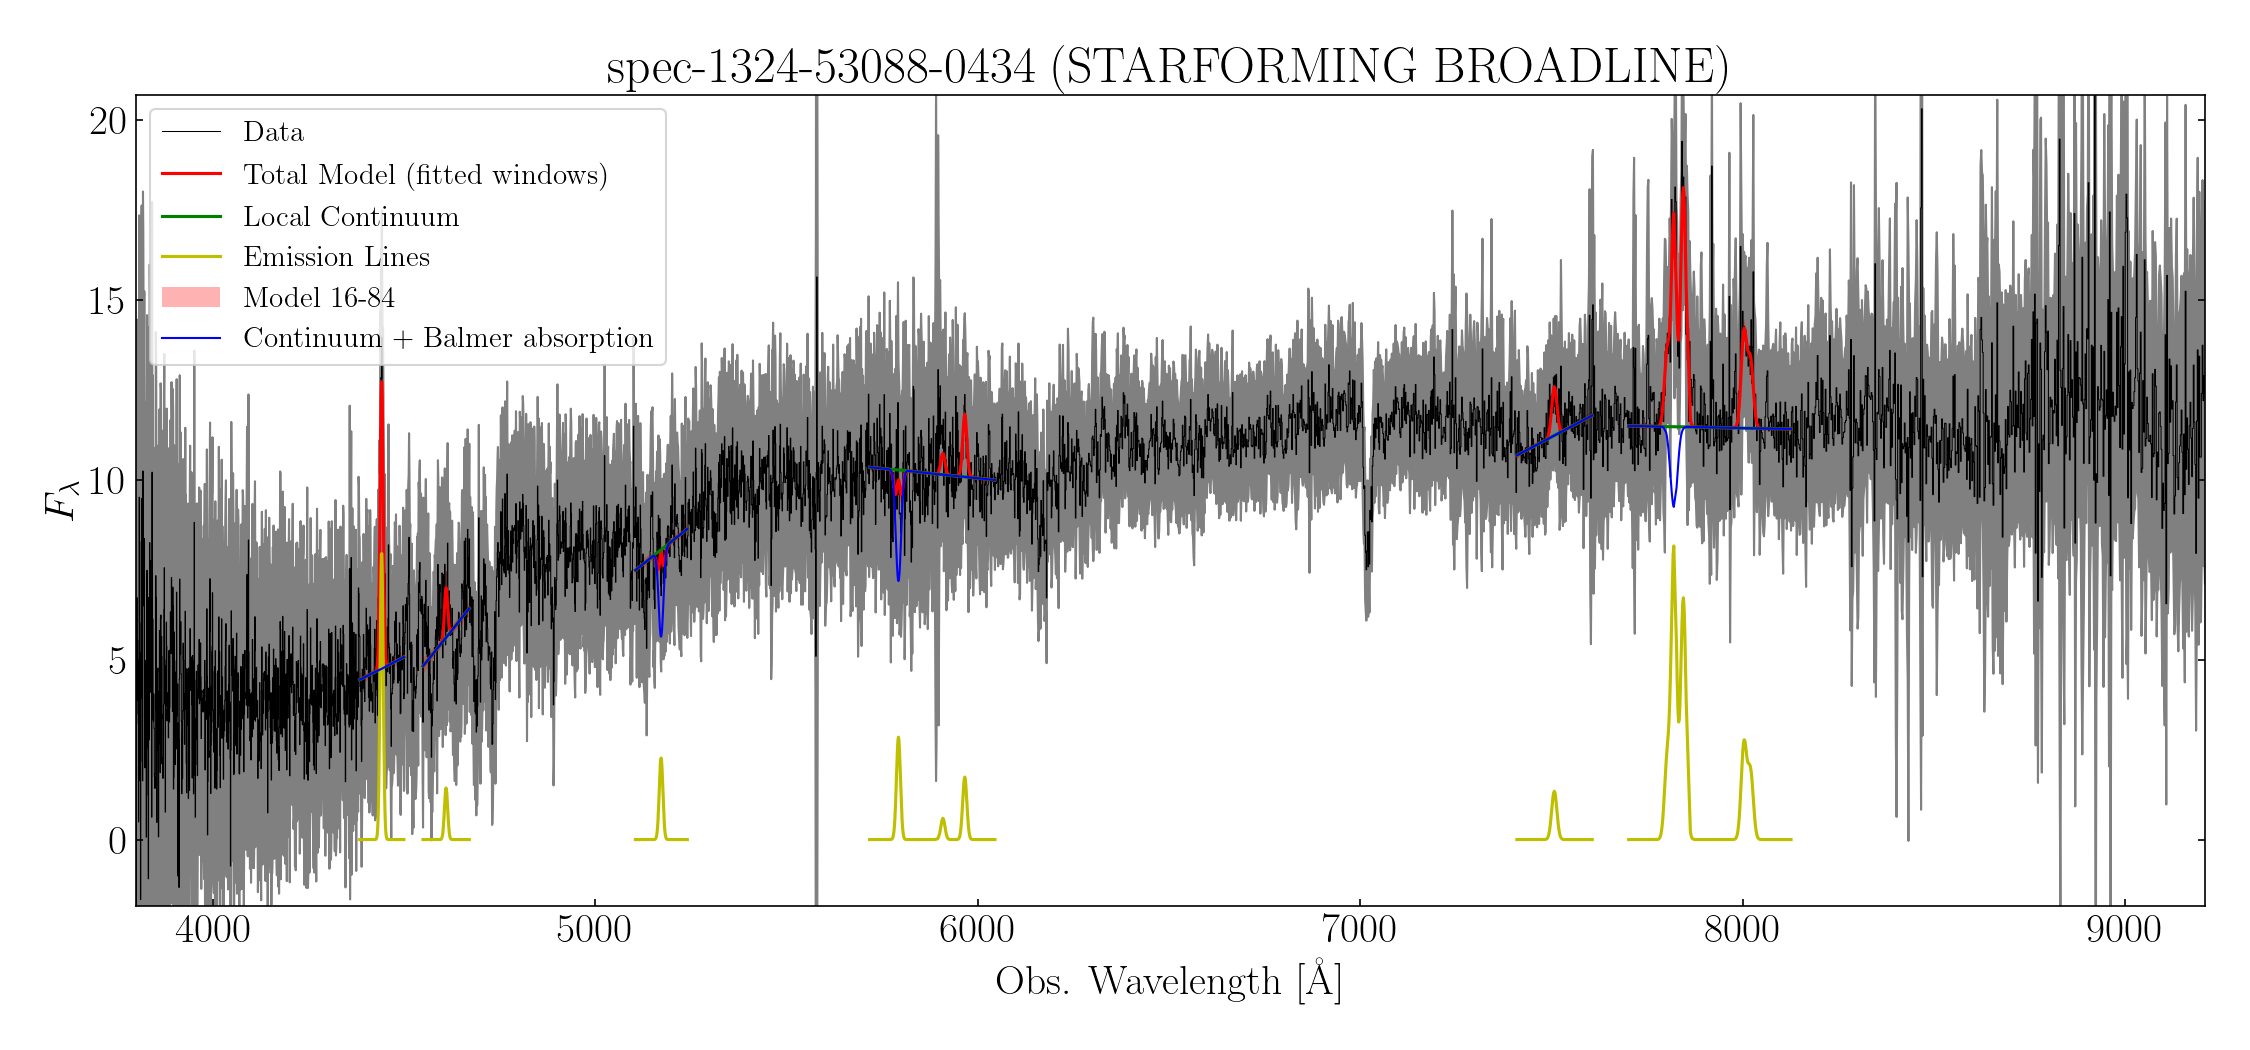 spec-1324-53088-0434 (STARFORMING BROADLINE)
Data
Total Model (fitted windows)
Local Continuum
Emission Lines
Model 16-84
Continuum + Balmer absorption
20
15
10
5
0
F_λ
4000 5000 6000 7000 8000 9000
Obs. Wavelength [Å]